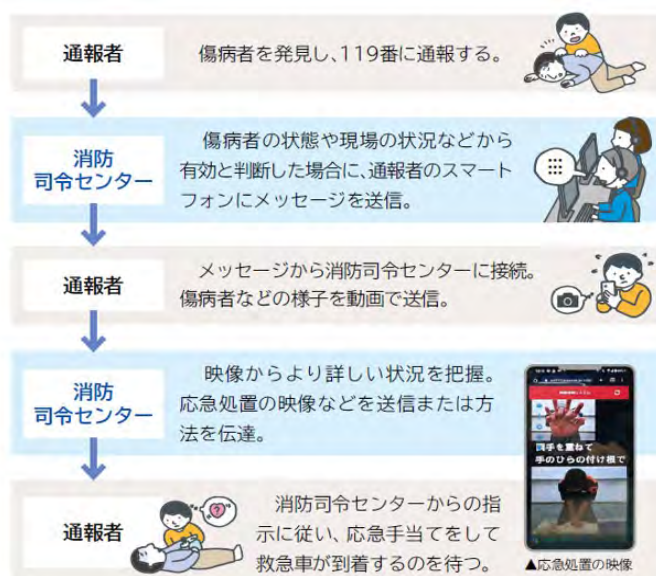 通報者
傷病者を発見し、119番に通報する。
消防
司令センター
傷病者の状態や現場の状況などから
有効と判断した場合に、通報者のスマート
フォンにメッセージを送信。
通報者
メッセージから消防司令センターに接続。
傷病者などの様子を動画で送信。
消防
司令センター
映像からより詳しい状況を把握。
応急処置の映像などを送信または方
法を伝達。
手を重ねて
手のひらの付け根で
▲応急処置の映像
通報者
消防司令センターからの指
示に従い、応急手当てをして
救急車が到着するのを待つ。